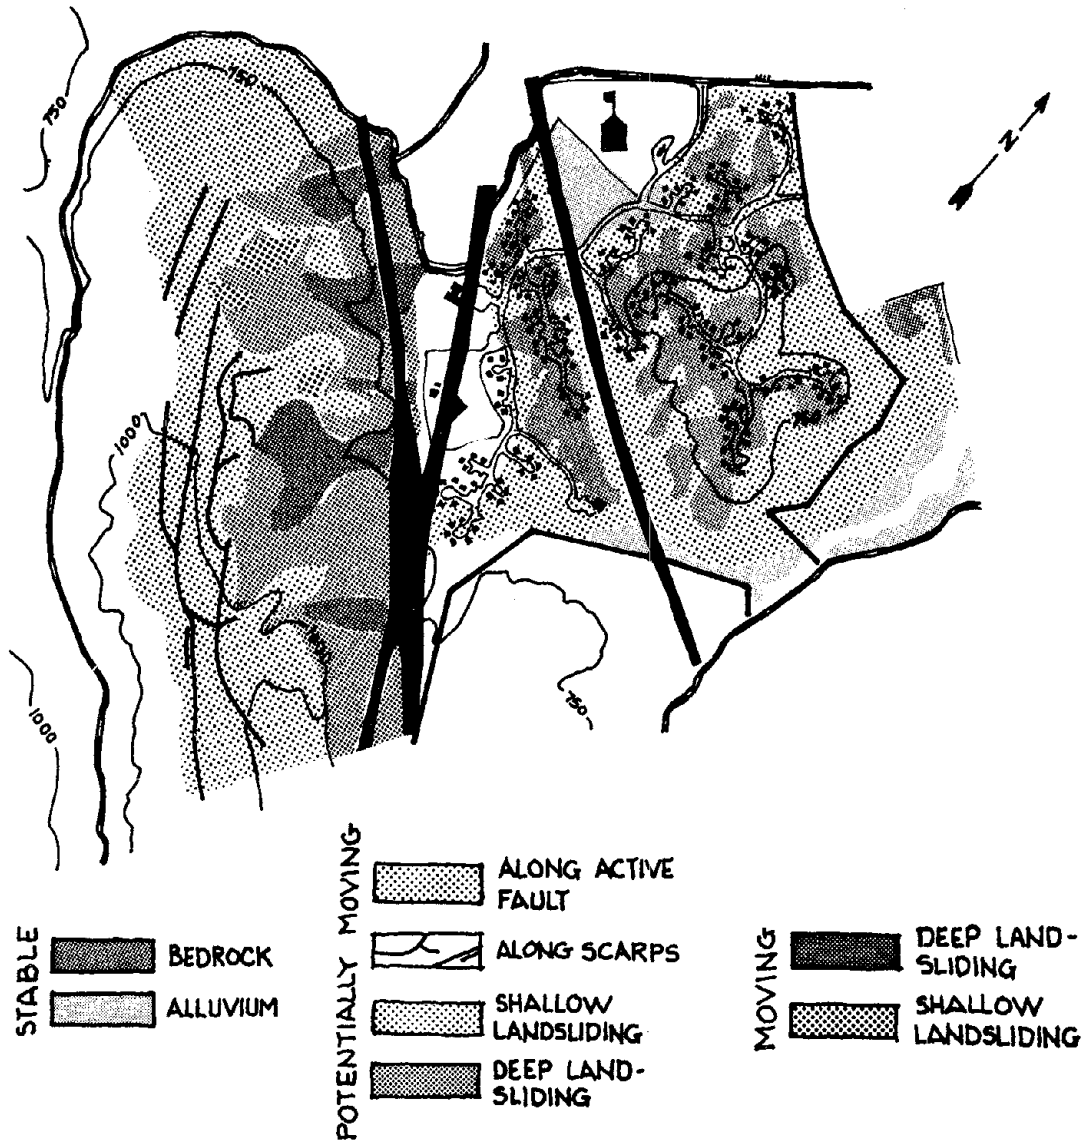 750
750
N
1000
1000
750
STABLE
BEDROCK
ALLUVIUM
POTENTIALLY MOVING
ALONG ACTIVE
FAULT
ALONG SCARPS
SHALLOW
LANDSLIDING
DEEP LAND-
SLIDING
MOVING
DEEP LAND-
SLIDING
SHALLOW
LANDSLIDING